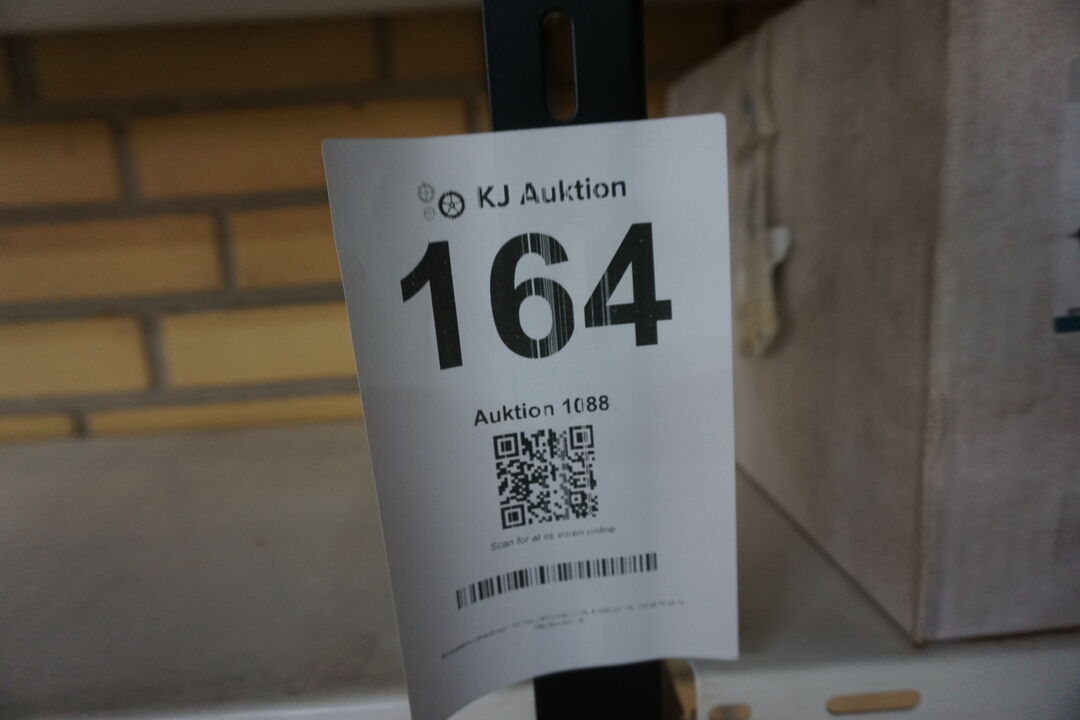 KJ Auktion
164
Auktion 1088
Scan for at se varen online